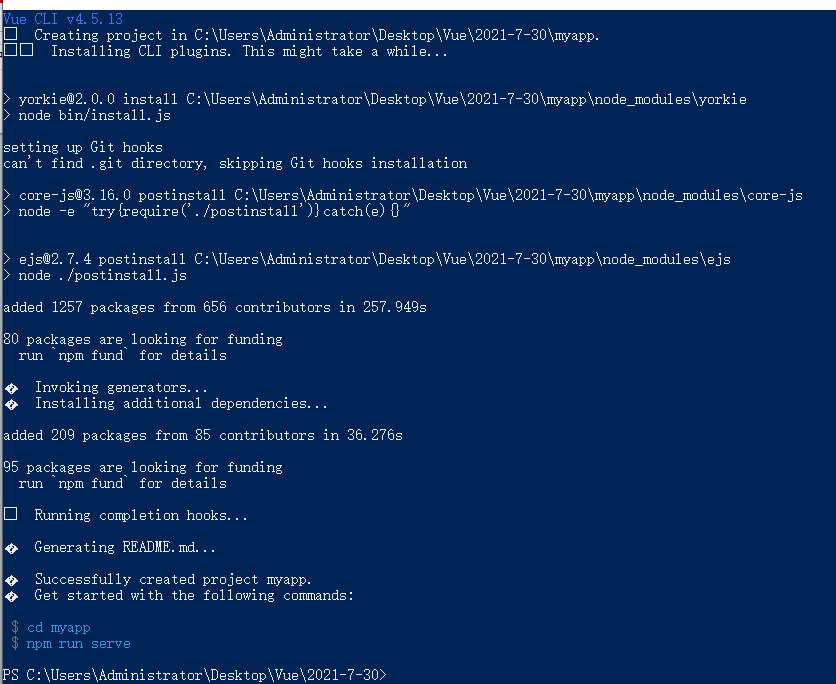 Vue CLI v4.5.13
Creating project in C:\Users\Administrator\Desktop\Vue\2021-7-30\myapp.
Installing CLI plugins. This might take a while...
> yorkie@2.0.0 install C:\Users\Administrator\Desktop\Vue\2021-7-30\myapp\node_modules\yorkie
> node bin/install.js
setting up Git hooks
can't find .git directory, skipping Git hooks installation
> core-js@3.16.0 postinstall C:\Users\Administrator\Desktop\Vue\2021-7-30\myapp\node_modules\core-js
> node -e "try{require('./postinstall')}catch(e){}"
> ejs@2.7.4 postinstall C:\Users\Administrator\Desktop\Vue\2021-7-30\myapp\node_modules\ejs
> node ./postinstall.js
added 1257 packages from 656 contributors in 257.949s
80 packages are looking for funding
run `npm fund` for details
� Invoking generators...
� Installing additional dependencies...
added 209 packages from 85 contributors in 36.276s
95 packages are looking for funding
run `npm fund` for details
Running completion hooks...
� Generating README.md...
� Successfully created project myapp.
� Get started with the following commands:
$ cd myapp
$ npm run serve
PS C:\Users\Administrator\Desktop\Vue\2021-7-30>